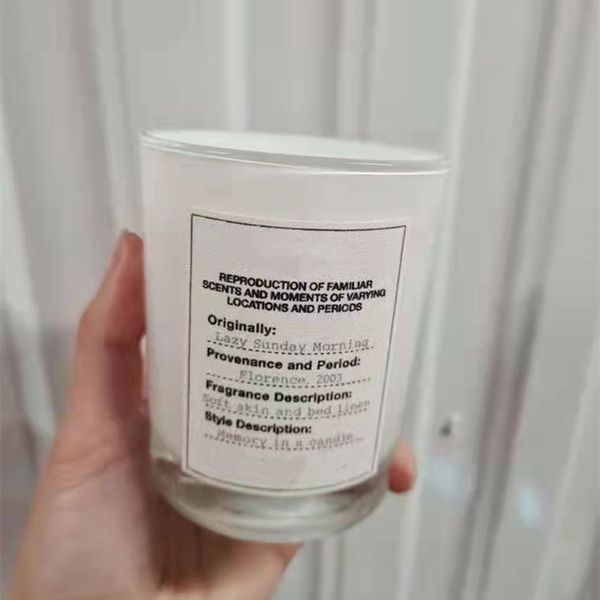 REPRODUCTION OF FAMILIAR
SCENTS AND MOMENTS OF VARYING
LOCATIONS AND PERIODS
Originally:
Lazy Sunday Morning
Provenance and Period:
Florence, 2003
Fragrance Description:
Soft skin and bed linen
Style Description:
Memory in a candle